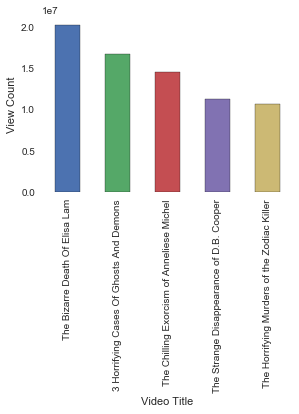 1e7
2.0
1.5
1.0
0.5
0.0
View Count
The Bizarre Death Of Elisa Lam
3 Horrifying Cases Of Ghosts And Demons
The Chilling Exorcism of Anneliese Michel
The Strange Disappearance of D.B. Cooper
The Horrifying Murders of the Zodiac Killer
Video Title